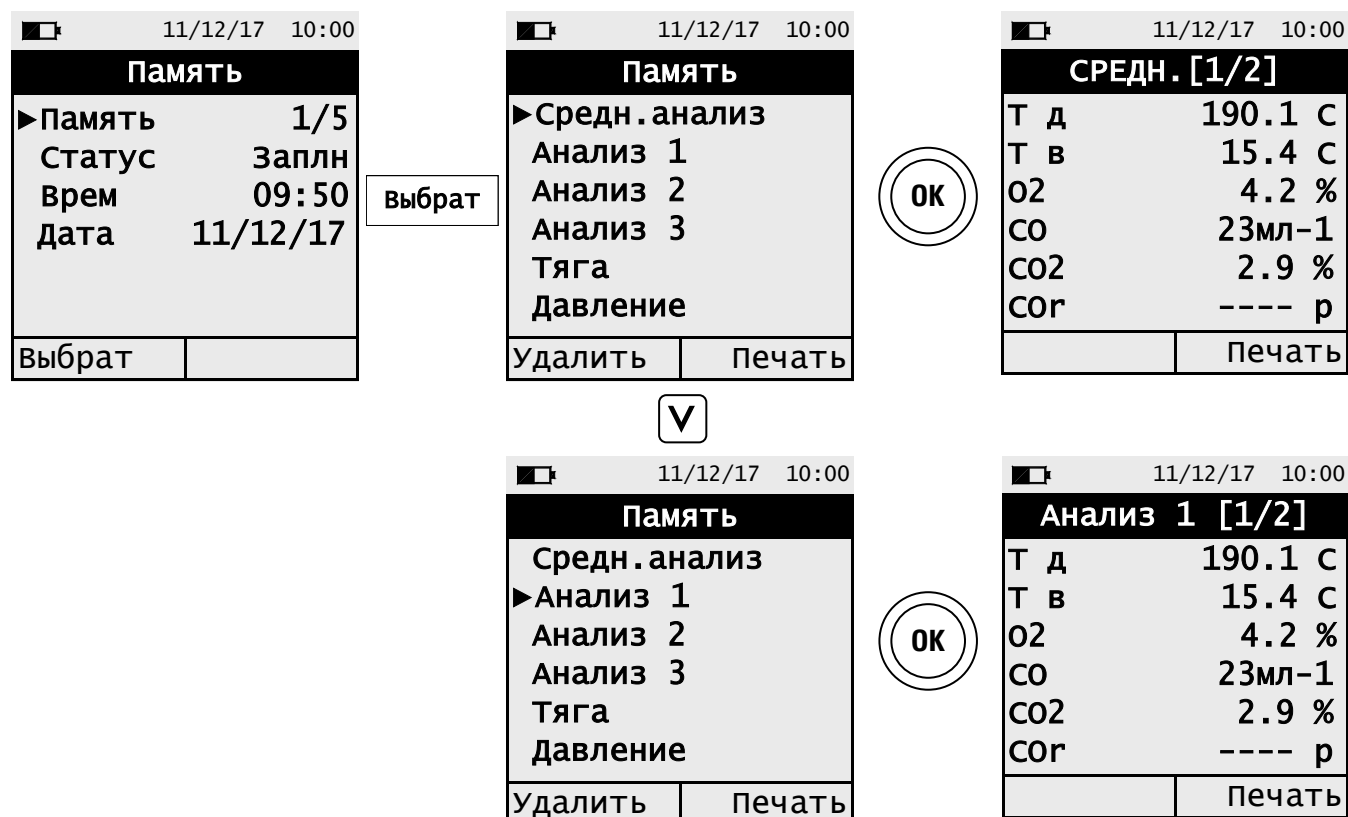 11/12/17 10:00
Память
▶Память 1/5
Статус Заплн
Врем 09:50
Дата 11/12/17
Выбрат
Выбрат
11/12/17 10:00
Память
▶Средн.анализ
Анализ 1
Анализ 2
Анализ 3
Тяга
Давление
Удалить Печать
OK
11/12/17 10:00
СРЕДН.[1/2]
Т д 190.1 C
Т в 15.4 C
O2 4.2 %
CO 23мл-1
CO2 2.9 %
COr ---- p
Печать
V
11/12/17 10:00
Память
Средн.анализ
▶Анализ 1
Анализ 2
Анализ 3
Тяга
Давление
Удалить Печать
OK
11/12/17 10:00
Анализ 1 [1/2]
Т д 190.1 C
Т в 15.4 C
O2 4.2 %
CO 23мл-1
CO2 2.9 %
COr ---- p
Печать